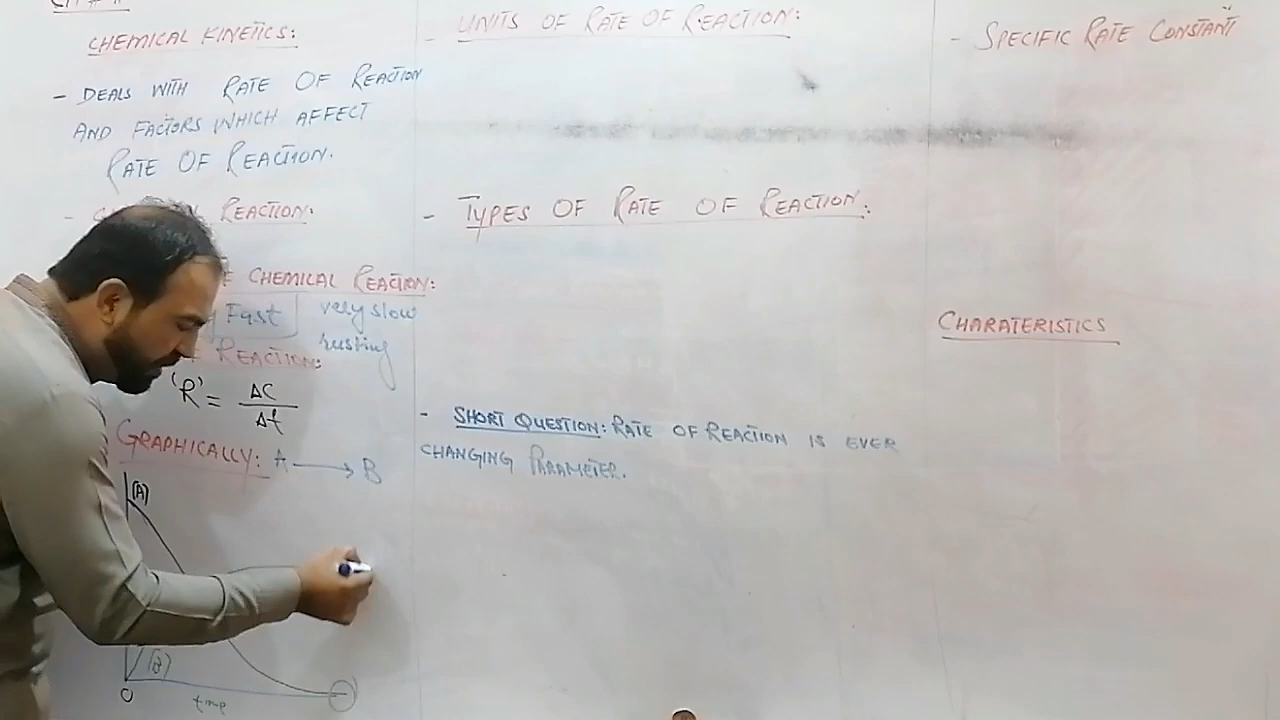 CHEMICAL KINETICS:
- DEALS WITH RATE OF REACTION
AND FACTORS WHICH AFFECT
RATE OF REACTION.
- REACTION:
CHEMICAL REACTION:
Fast very slow
rusting
REACTION:
'R' = ΔC
Δt
GRAPHICALLY: A → B
[A]
[B]
O time
- UNITS OF RATE OF REACTION:
- TYPES OF RATE OF REACTION:
- SHORT QUESTION: RATE OF REACTION IS EVER
CHANGING PARAMETER.
- SPECIFIC RATE CONSTANT
CHARATERISTICS